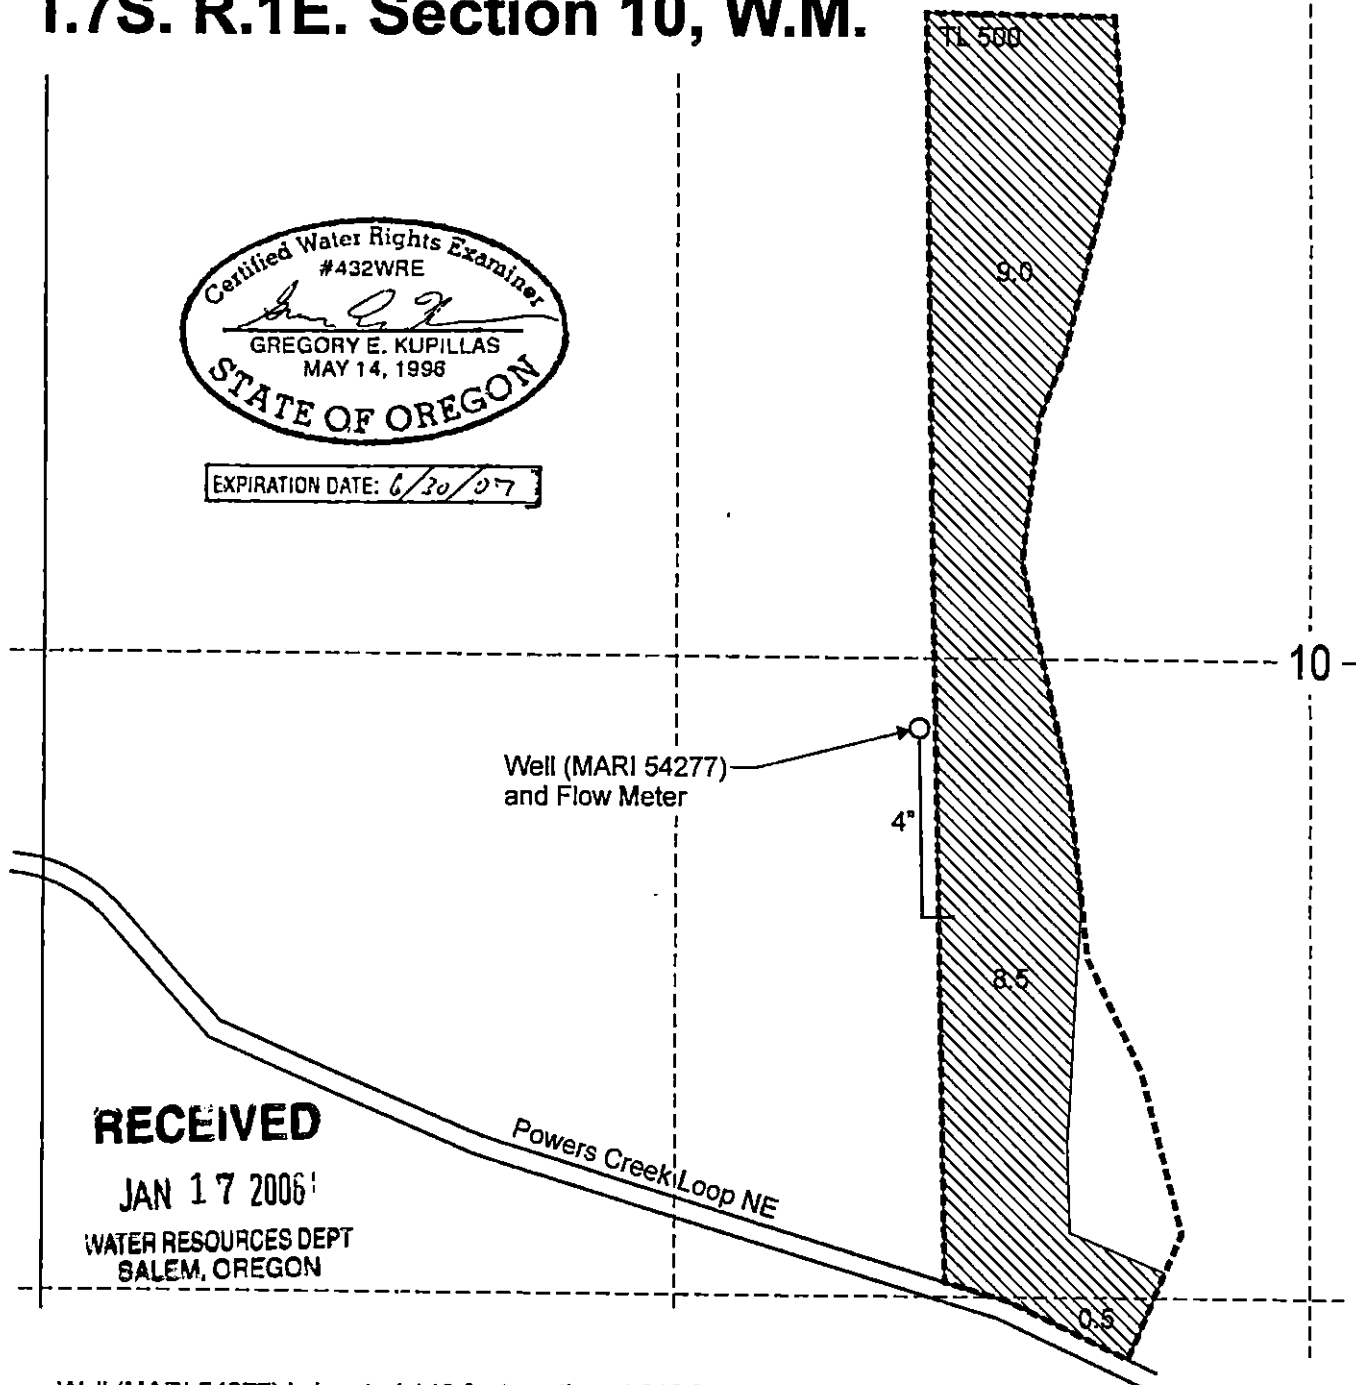 T.7S. R.1E. Section 10, W.M.
TL 500
Certified Water Rights Examiner
#432WRE
GREGORY E. KUPILLAS
MAY 14, 1996
STATE OF OREGON
EXPIRATION DATE: 6/30/07
9.0
10
Well (MARI 54277)
and Flow Meter
4"
8.5
RECEIVED
JAN 17 2006
WATER RESOURCES DEPT
SALEM, OREGON
Powers Creek Loop NE
0.5